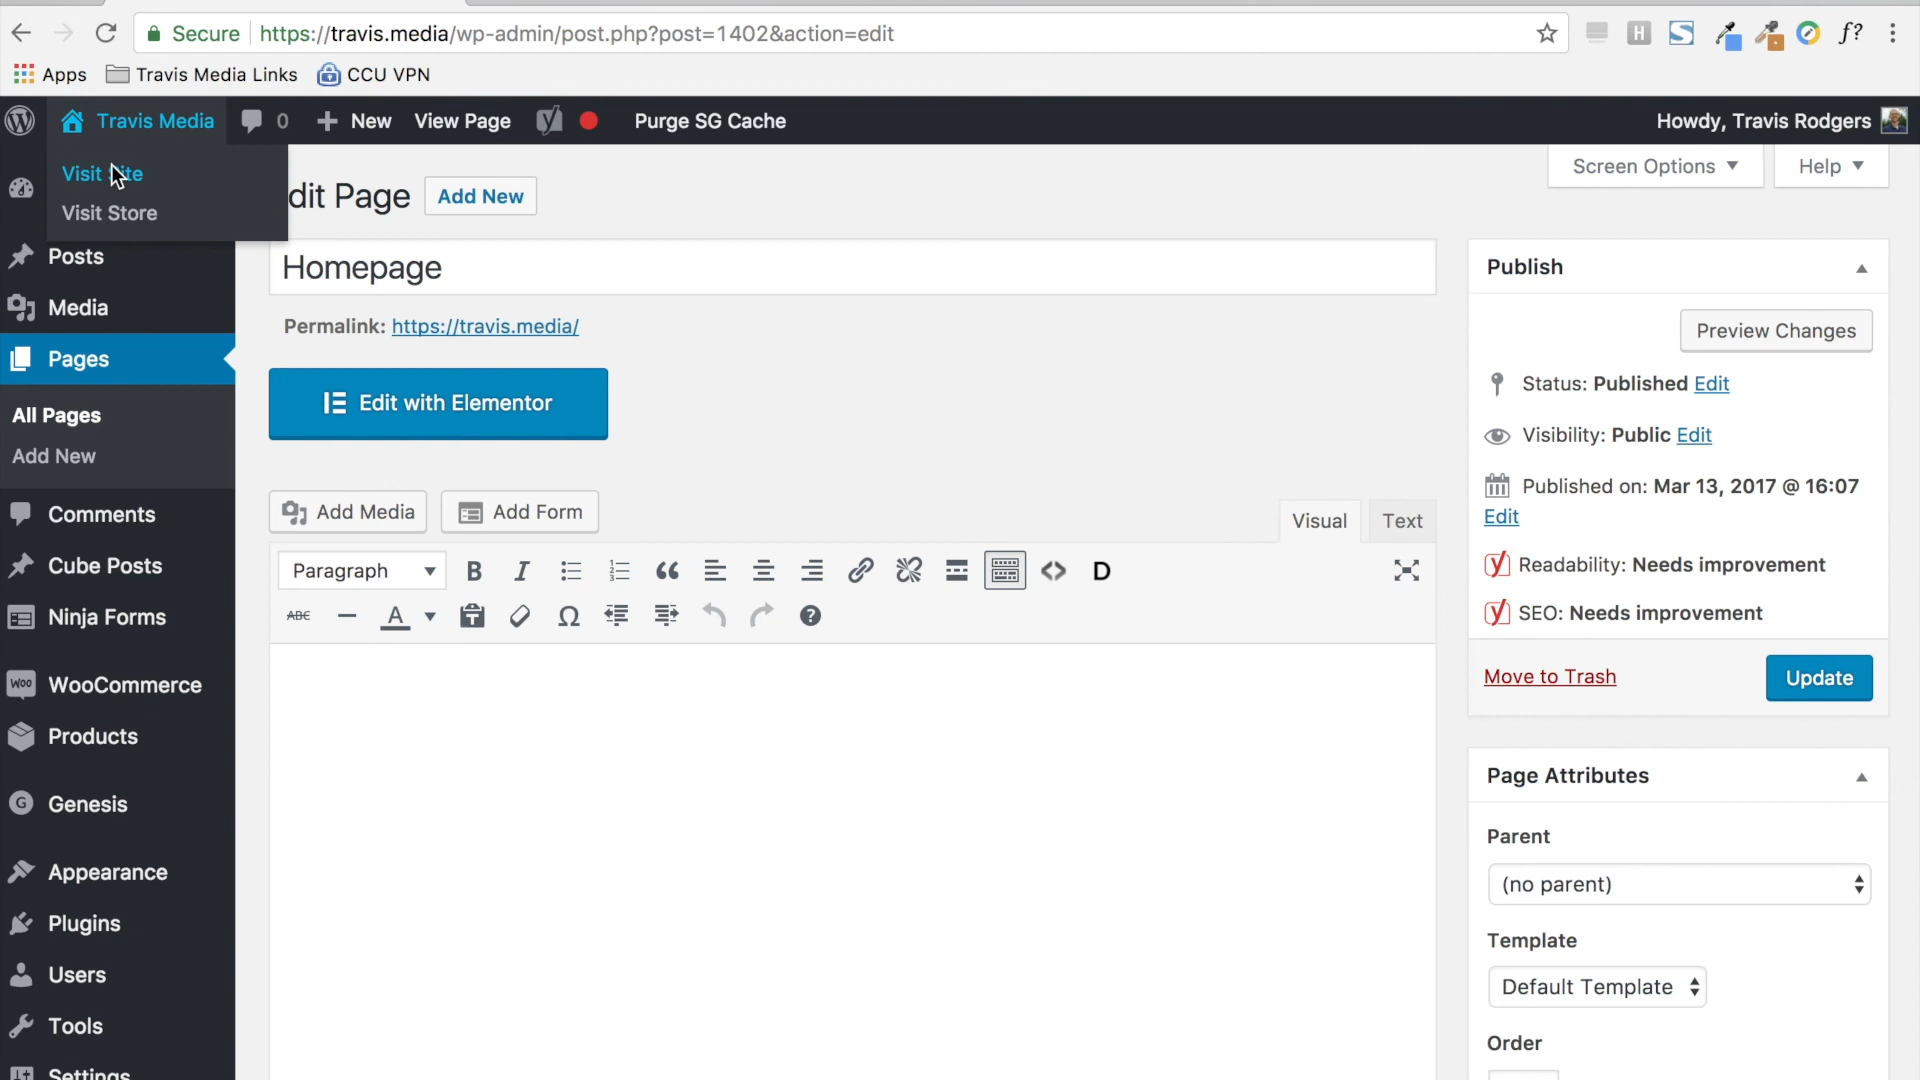 Secure https://travis.media/wp-admin/post.php?post=1402&action=edit
H S f?
Apps Travis Media Links CCU VPN
Travis Media 0 New View Page Purge SG Cache Howdy, Travis Rodgers
Visit Site
Visit Store
dit Page Add New
Screen Options Help
Posts
Media
Pages
All Pages
Add New
Comments
Cube Posts
Ninja Forms
WooCommerce
Products
Genesis
Appearance
Plugins
Users
Tools
Settings
Homepage
Permalink: https://travis.media/
Edit with Elementor
Add Media Add Form
Visual Text
Paragraph B I D
ABC A
Publish
Preview Changes
Status: Published Edit
Visibility: Public Edit
Published on: Mar 13, 2017 @ 16:07
Edit
Readability: Needs improvement
SEO: Needs improvement
Move to Trash Update
Page Attributes
Parent
(no parent)
Template
Default Template
Order